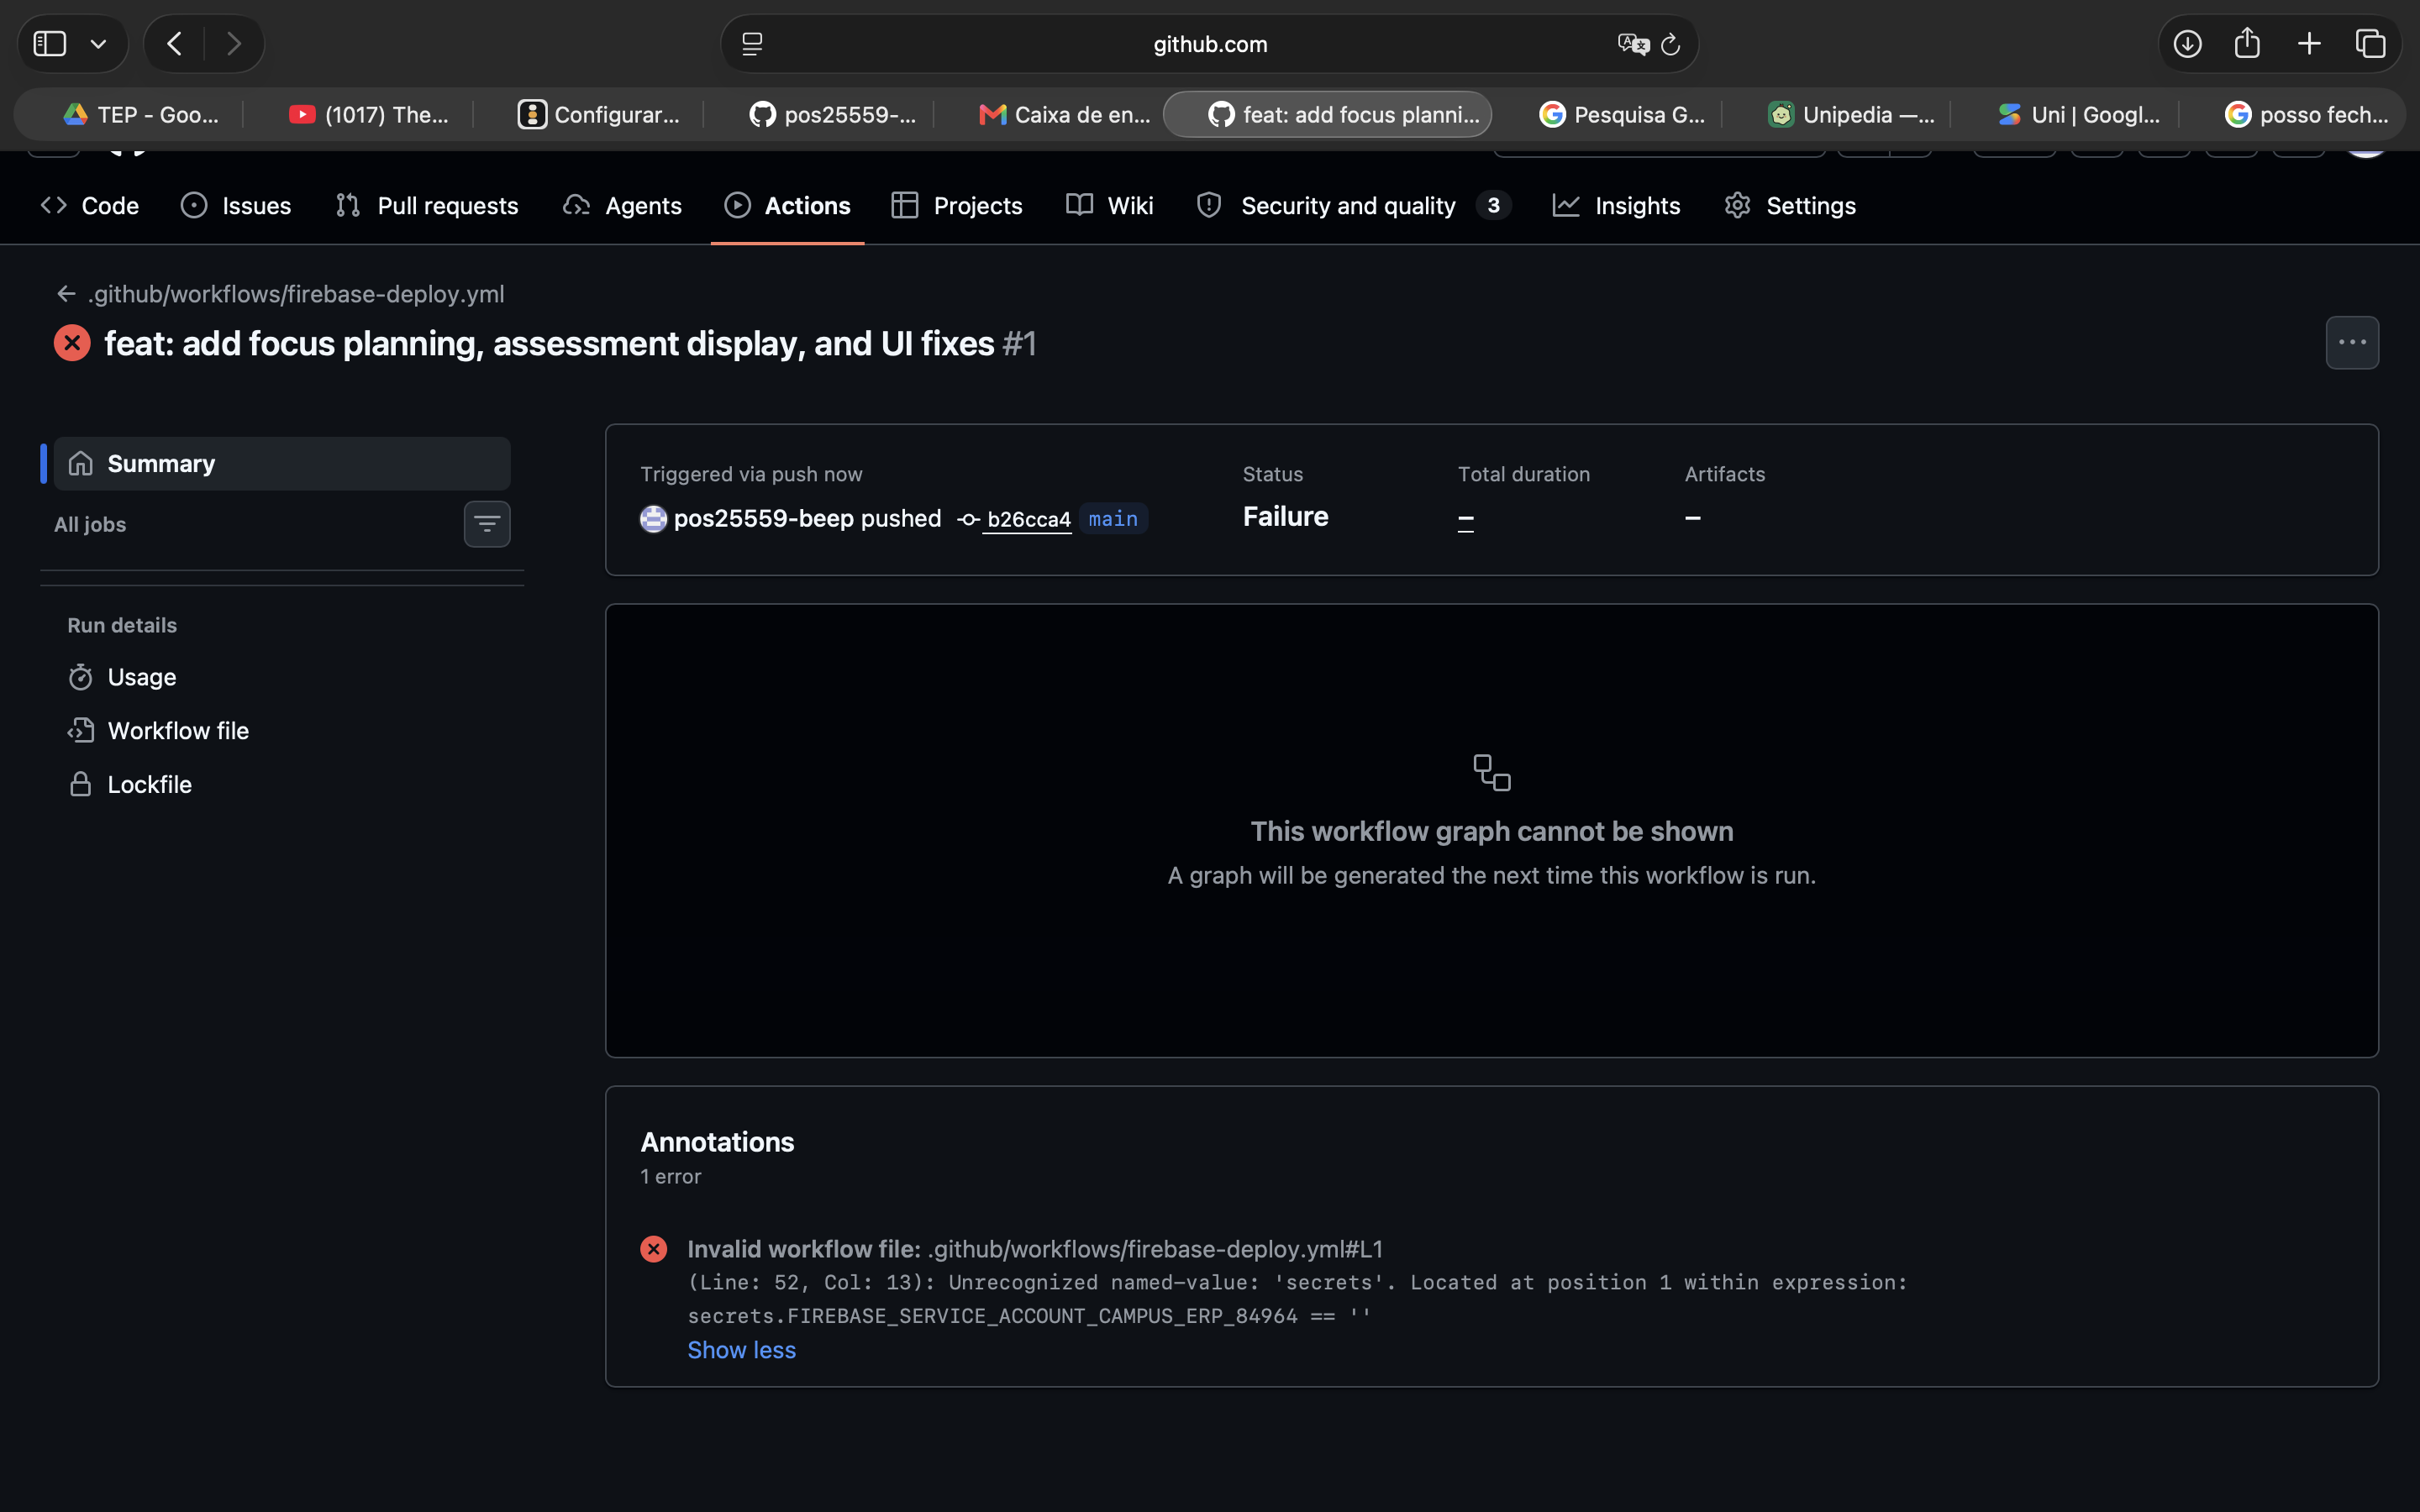 github.com
TEP - Goo...
(1017) The...
Configurar...
pos25559-...
Caixa de en...
feat: add focus planni...
Pesquisa G...
Unipedia —...
Uni | Googl...
posso fech...
Code
Issues
Pull requests
Agents
Actions
Projects
Wiki
Security and quality 3
Insights
Settings
← .github/workflows/firebase-deploy.yml
feat: add focus planning, assessment display, and UI fixes #1
Summary
All jobs
Run details
Usage
Workflow file
Lockfile
Triggered via push now
pos25559-beep pushed b26cca4 main
Status
Failure
Total duration
–
Artifacts
–
This workflow graph cannot be shown
A graph will be generated the next time this workflow is run.
Annotations
1 error
Invalid workflow file: .github/workflows/firebase-deploy.yml#L1
(Line: 52, Col: 13): Unrecognized named-value: 'secrets'. Located at position 1 within expression:
secrets.FIREBASE_SERVICE_ACCOUNT_CAMPUS_ERP_84964 == ''
Show less